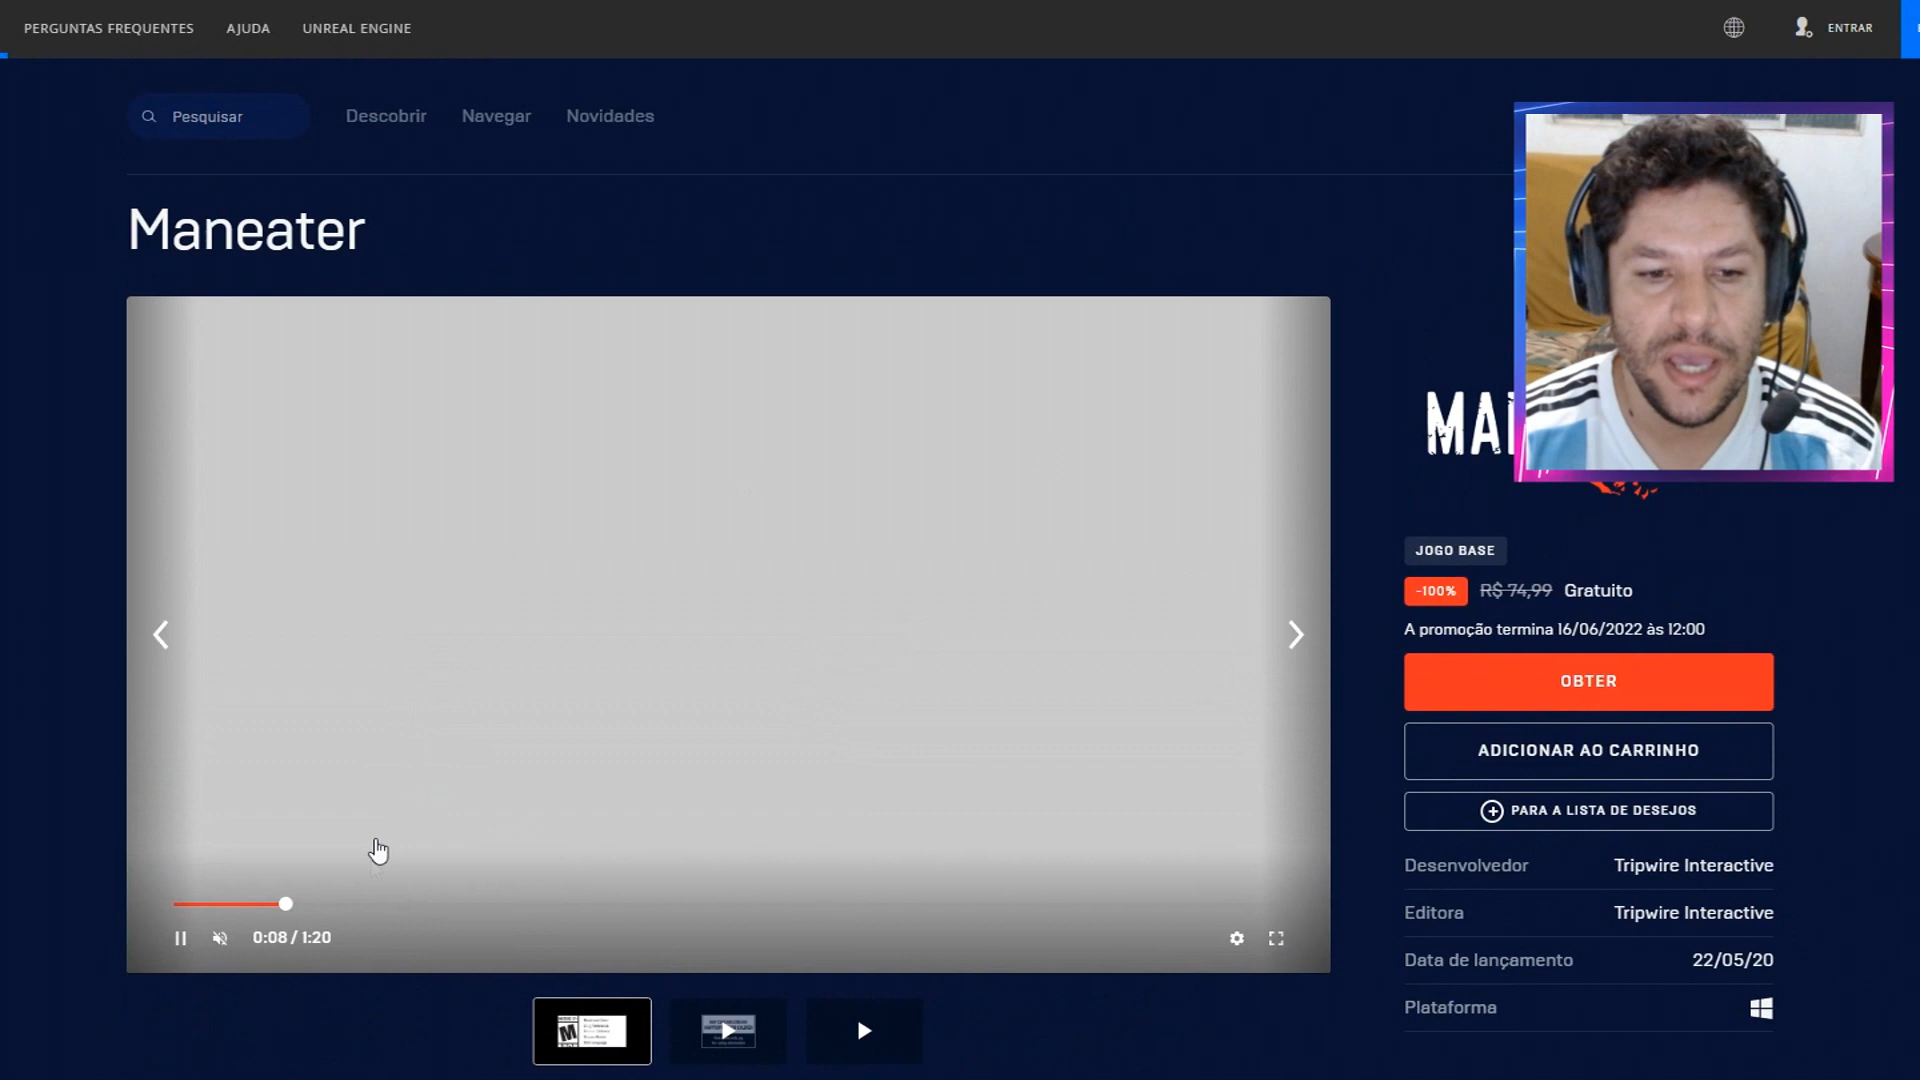 PERGUNTAS FREQUENTES AJUDA UNREAL ENGINE ENTRAR
Pesquisar Descobrir Navegar Novidades
Maneater
JOGO BASE
-100% R$ 74,99 Gratuito
A promoção termina 16/06/2022 às 12:00
OBTER
ADICIONAR AO CARRINHO
PARA A LISTA DE DESEJOS
Desenvolvedor Tripwire Interactive
Editora Tripwire Interactive
Data de lançamento 22/05/20
Plataforma
0:08 / 1:20
M